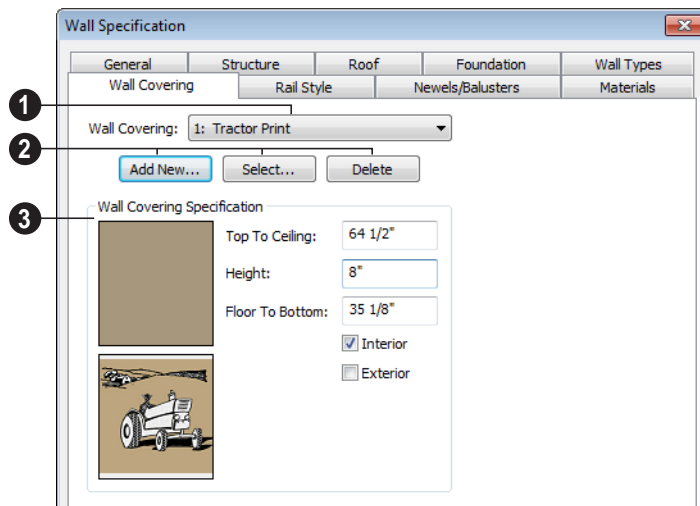 Wall Specification
General Structure Roof Foundation Wall Types
Wall Covering Rail Style Newels/Balusters Materials
1
Wall Covering: 1: Tractor Print
2
Add New... Select... Delete
3
Wall Covering Specification
Top To Ceiling: 64 1/2"
Height: 8"
Floor To Bottom: 35 1/8"
Interior
Exterior